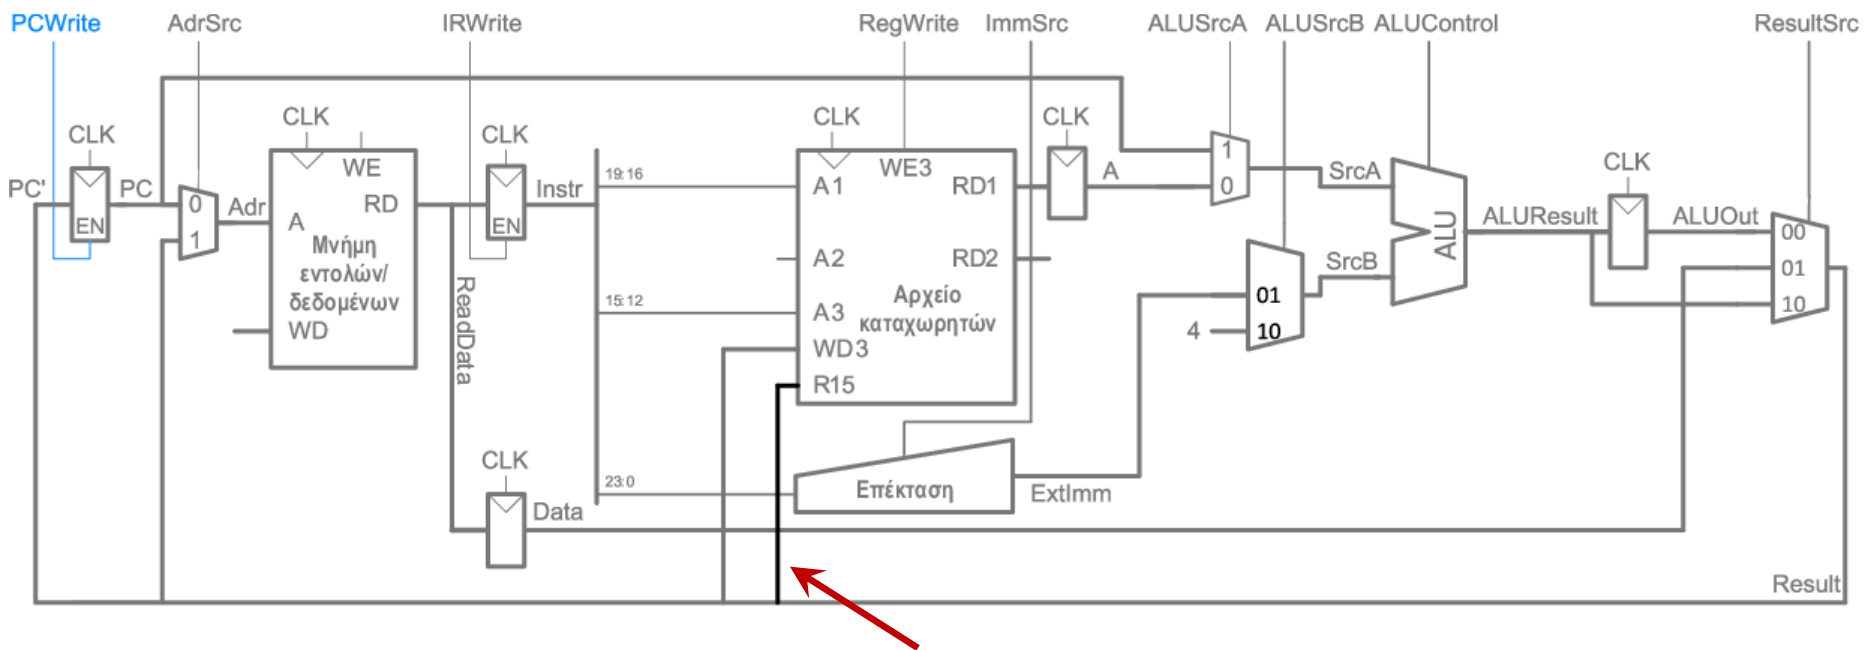 PCWrite
AdrSrc
IRWrite
RegWrite
ImmSrc
ALUSrcA
ALUSrcB
ALUControl
ResultSrc
CLK
CLK
CLK
CLK
CLK
CLK
PC'
EN
PC
0
1
Adr
WE
RD
A
Μνήμη
εντολών/
δεδομένων
WD
EN
Instr
ReadData
19:16
15:12
23:0
CLK
Data
WE3
A1
RD1
A2
RD2
A3
Αρχείο
καταχωρητών
WD3
R15
Επέκταση
ExtImm
A
1
0
SrcA
01
10
4
SrcB
ALU
ALUResult
ALUOut
00
01
10
Result